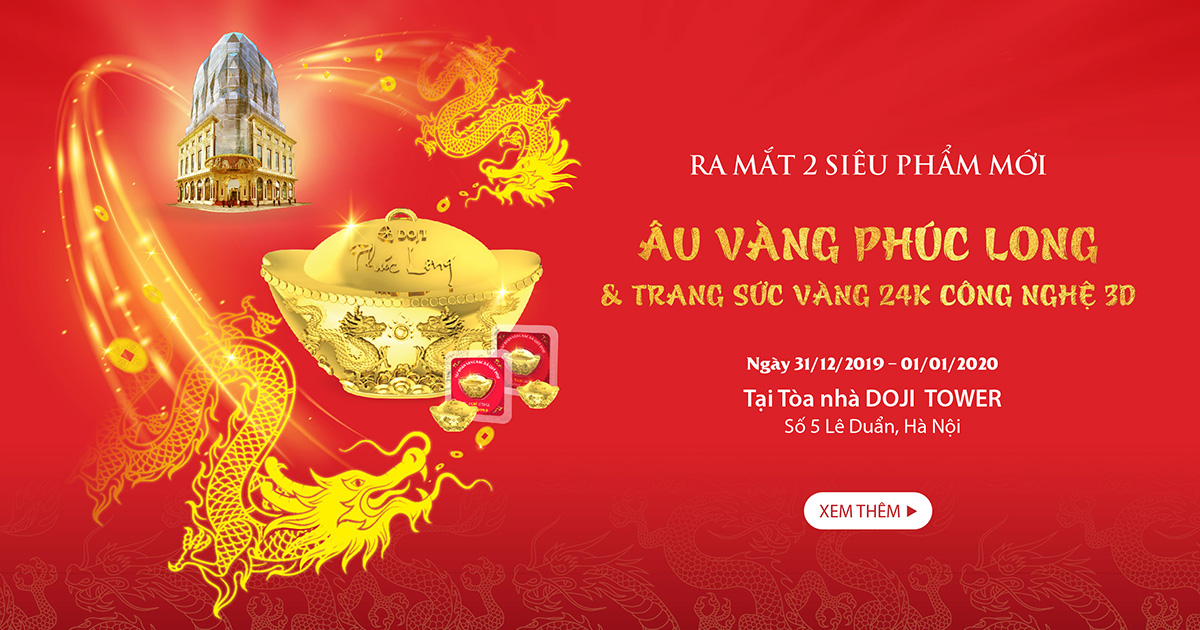 DOJI
Phúc Long
RA MẮT 2 SIÊU PHẨM MỚI
ÂU VÀNG PHÚC LONG
& TRANG SỨC VÀNG 24K CÔNG NGHỆ 3D
Ngày 31/12/2019 – 01/01/2020
Tại Tòa nhà DOJI TOWER
Số 5 Lê Duẩn, Hà Nội
XEM THÊM